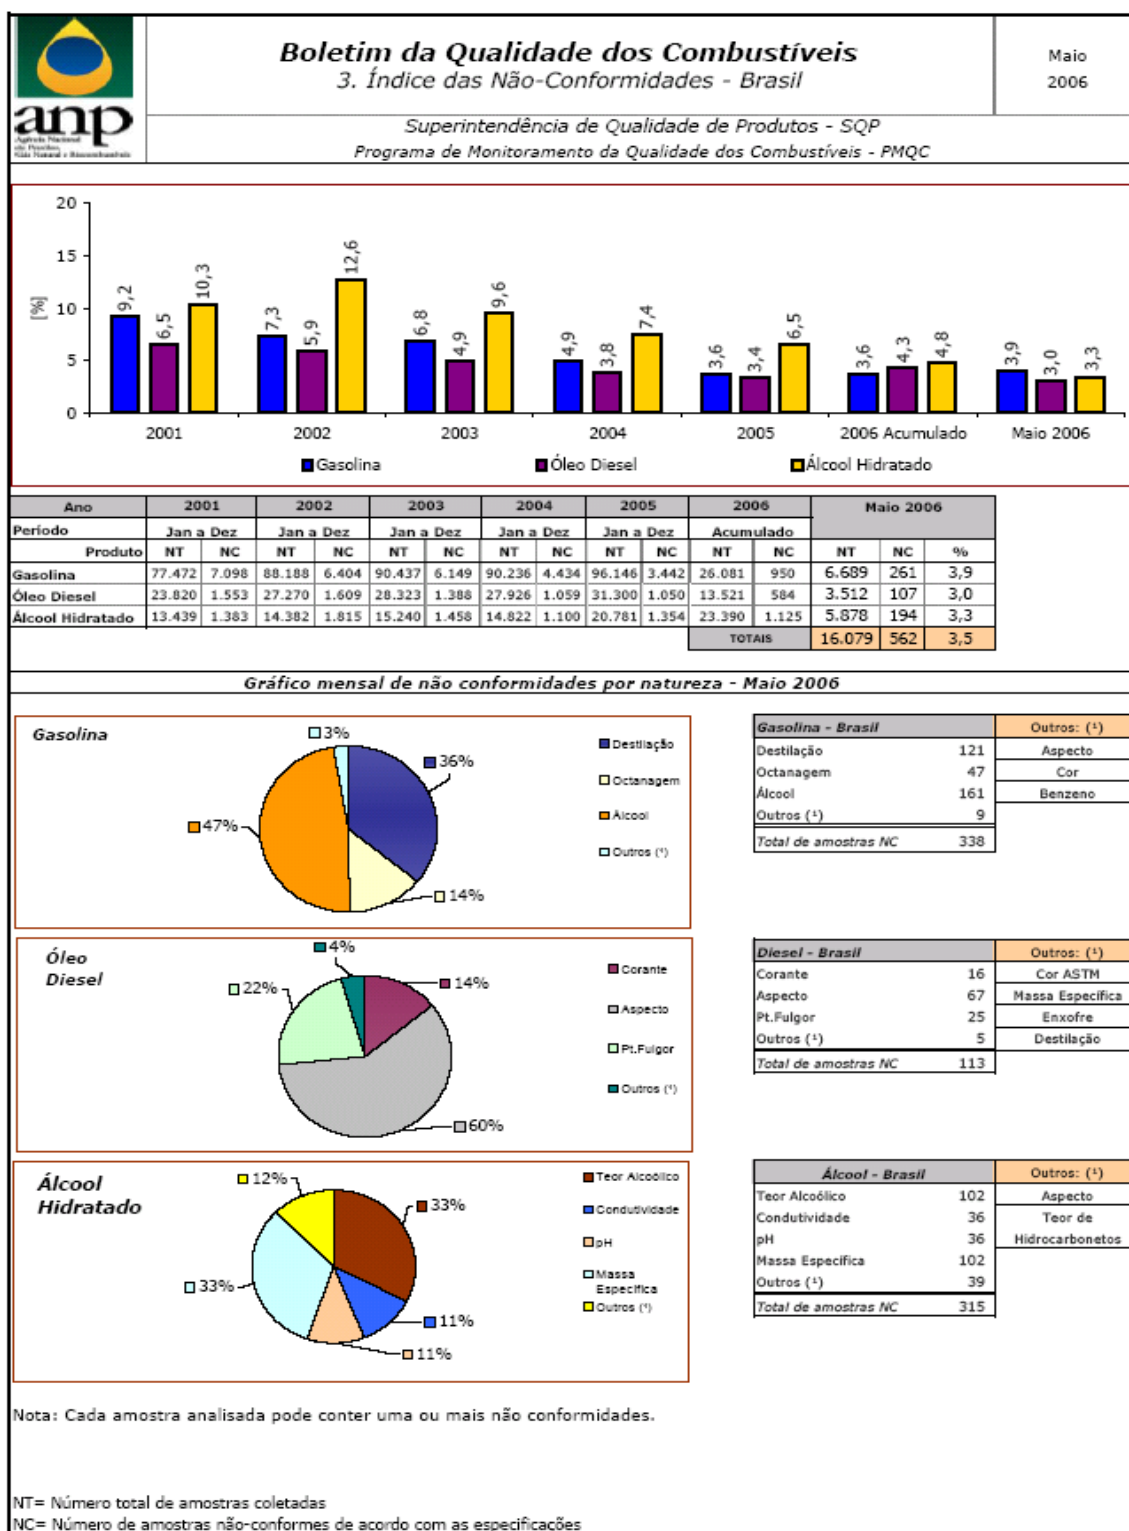 Boletim da Qualidade dos Combustíveis
3. Índice das Não-Conformidades - Brasil
Maio
2006
anp
Agência Nacional
do Petróleo,
Gás Natural e Biocombustíveis
Superintendência de Qualidade de Produtos - SQP
Programa de Monitoramento da Qualidade dos Combustíveis - PMQC
20
15
10
5
0
[%]
9,2 6,5 10,3 7,3 5,9 12,6 6,8 4,9 9,6 4,9 3,8 7,4 3,6 3,4 6,5 3,6 4,3 4,8 3,9 3,0 3,3
2001 2002 2003 2004 2005 2006 Acumulado Maio 2006
Gasolina Óleo Diesel Álcool Hidratado
Ano 2001 2002 2003 2004 2005 2006 Maio 2006
Período Jan a Dez Jan a Dez Jan a Dez Jan a Dez Jan a Dez Acumulado
Produto NT NC NT NC NT NC NT NC NT NC NT NC NT NC %
Gasolina 77.472 7.098 88.188 6.404 90.437 6.149 90.236 4.434 96.146 3.442 26.081 950 6.689 261 3,9
Óleo Diesel 23.820 1.553 27.270 1.609 28.323 1.388 27.926 1.059 31.300 1.050 13.521 584 3.512 107 3,0
Álcool Hidratado 13.439 1.383 14.382 1.815 15.240 1.458 14.822 1.100 20.781 1.354 23.390 1.125 5.878 194 3,3
TOTAIS 16.079 562 3,5
Gráfico mensal de não conformidades por natureza - Maio 2006
Gasolina
3%
36%
47%
14%
Destilação
Octanagem
Álcool
Outros (¹)
Gasolina - Brasil Outros: (¹)
Destilação 121 Aspecto
Octanagem 47 Cor
Álcool 161 Benzeno
Outros (¹) 9
Total de amostras NC 338
Óleo
Diesel
4%
14%
22%
60%
Corante
Aspecto
Pt.Fulgor
Outros (¹)
Diesel - Brasil Outros: (¹)
Corante 16 Cor ASTM
Aspecto 67 Massa Específica
Pt.Fulgor 25 Enxofre
Outros (¹) 5 Destilação
Total de amostras NC 113
Álcool
Hidratado
12%
33%
33%
11%
11%
Teor Alcoólico
Condutividade
pH
Massa
Específica
Outros (¹)
Álcool - Brasil Outros: (¹)
Teor Alcoólico 102 Aspecto
Condutividade 36 Teor de
pH 36 Hidrocarbonetos
Massa Específica 102
Outros (¹) 39
Total de amostras NC 315
Nota: Cada amostra analisada pode conter uma ou mais não conformidades.
NT= Número total de amostras coletadas
NC= Número de amostras não-conformes de acordo com as especificações